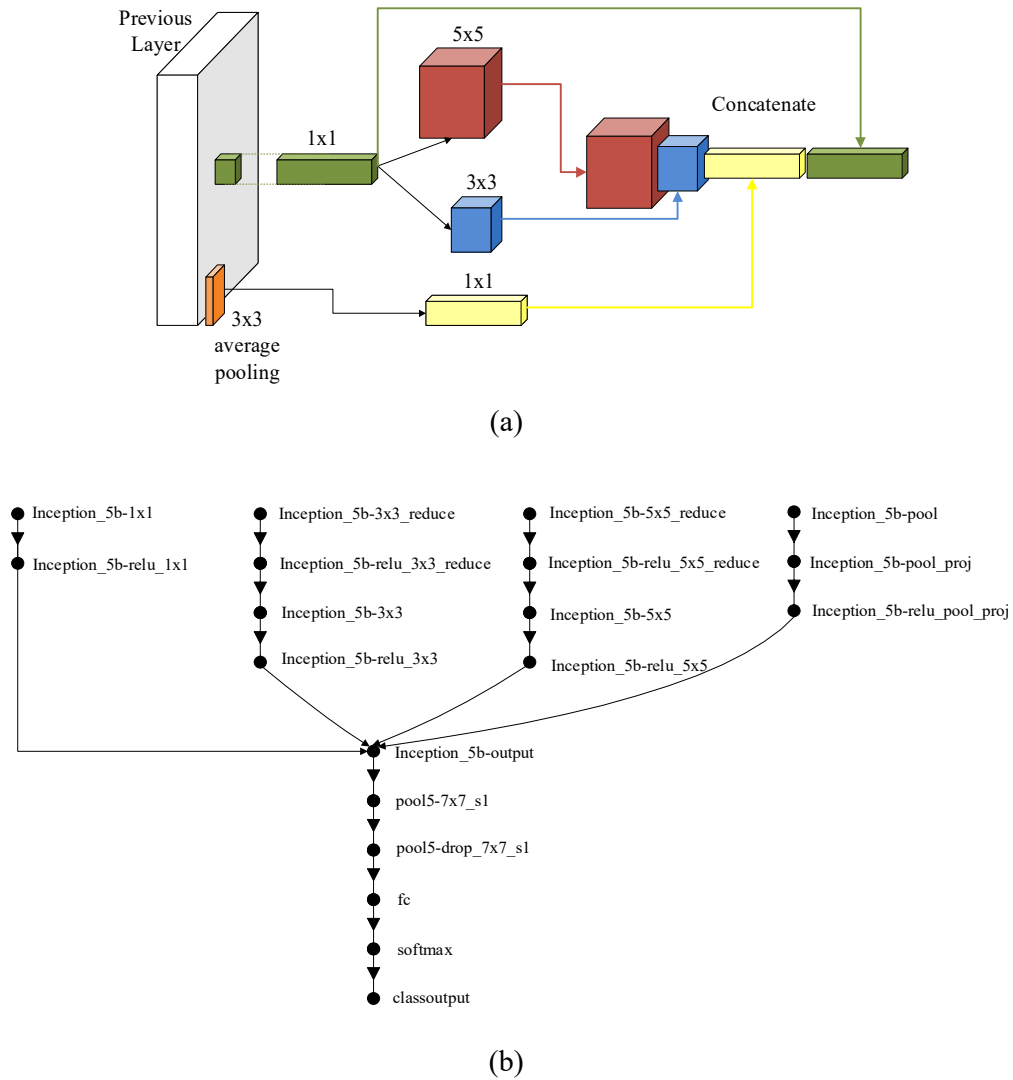 Previous
Layer
5x5
Concatenate
1x1
3x3
1x1
3x3
average
pooling
(a)
Inception_5b-1x1
Inception_5b-relu_1x1
Inception_5b-3x3_reduce
Inception_5b-relu_3x3_reduce
Inception_5b-3x3
Inception_5b-relu_3x3
Inception_5b-5x5_reduce
Inception_5b-relu_5x5_reduce
Inception_5b-5x5
Inception_5b-relu_5x5
Inception_5b-pool
Inception_5b-pool_proj
Inception_5b-relu_pool_proj
Inception_5b-output
pool5-7x7_s1
pool5-drop_7x7_s1
fc
softmax
classoutput
(b)